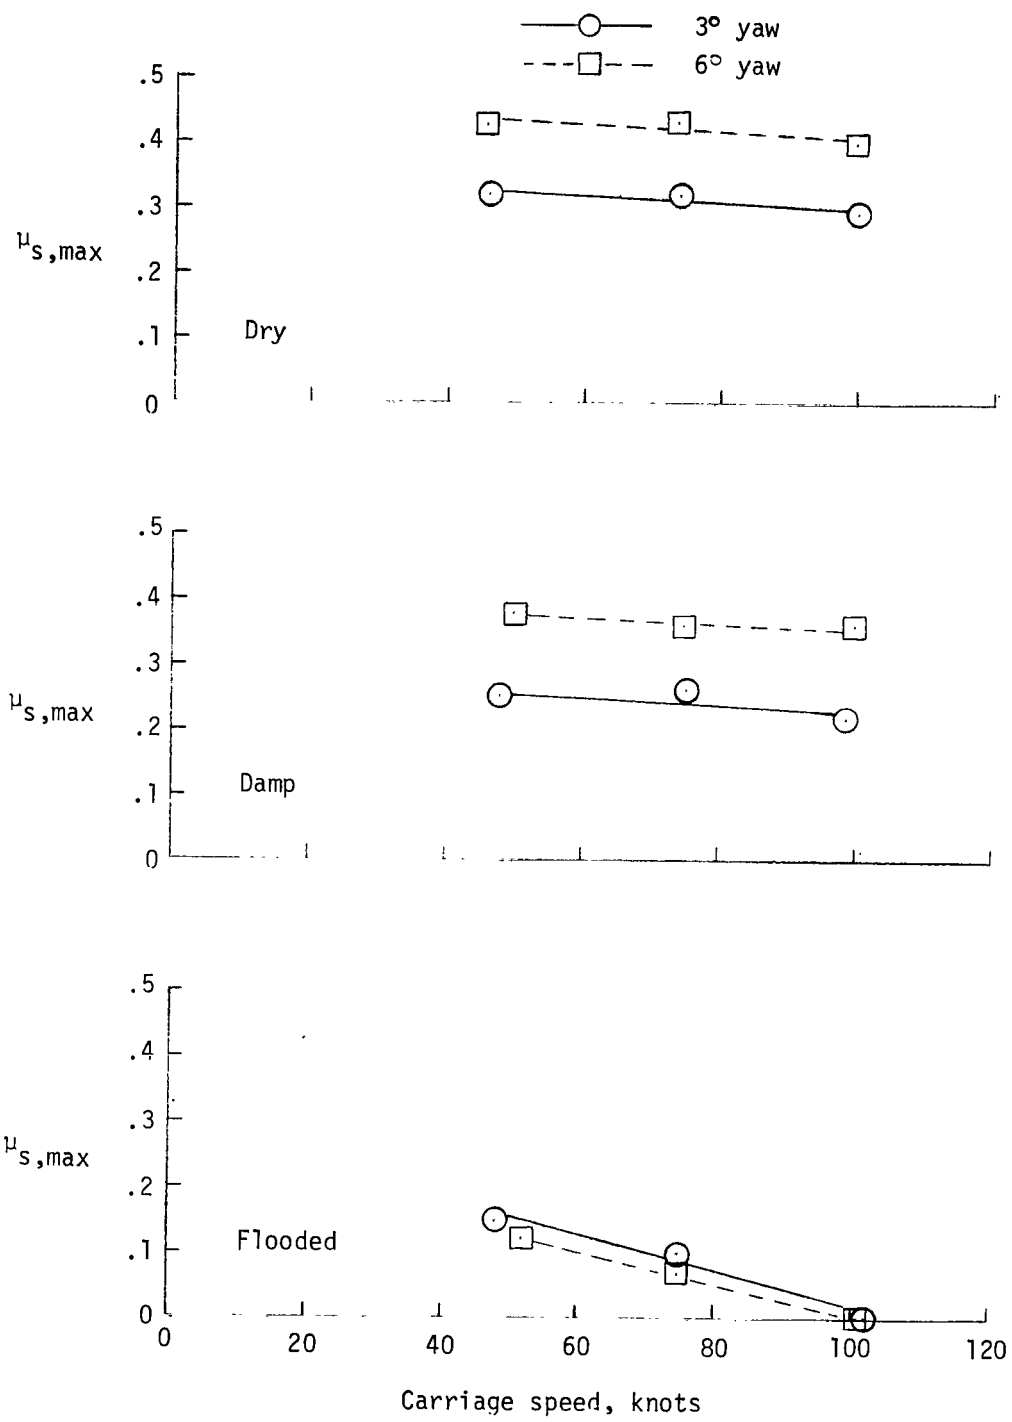 3° yaw
6° yaw
.5
.4
.3
μs,max
.2
.1
Dry
0
.5
.4
.3
μs,max
.2
.1
Damp
0
.5
.4
.3
μs,max
.2
.1
Flooded
0
0 20 40 60 80 100 120
Carriage speed, knots